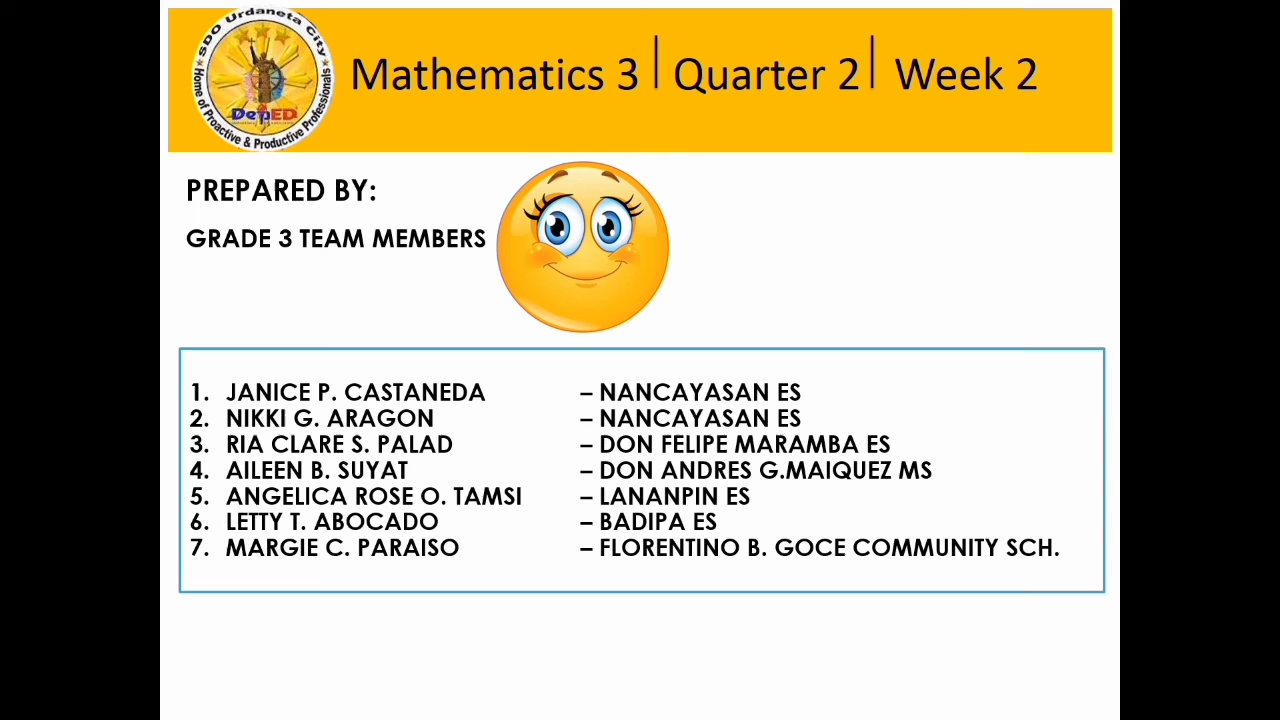 SDO Urdaneta City
Home of Proactive & Productive Professionals
DepED
Mathematics 3 | Quarter 2 | Week 2
PREPARED BY:
GRADE 3 TEAM MEMBERS
1. JANICE P. CASTANEDA – NANCAYASAN ES
2. NIKKI G. ARAGON – NANCAYASAN ES
3. RIA CLARE S. PALAD – DON FELIPE MARAMBA ES
4. AILEEN B. SUYAT – DON ANDRES G.MAIQUEZ MS
5. ANGELICA ROSE O. TAMSI – LANANPIN ES
6. LETTY T. ABOCADO – BADIPA ES
7. MARGIE C. PARAISO – FLORENTINO B. GOCE COMMUNITY SCH.